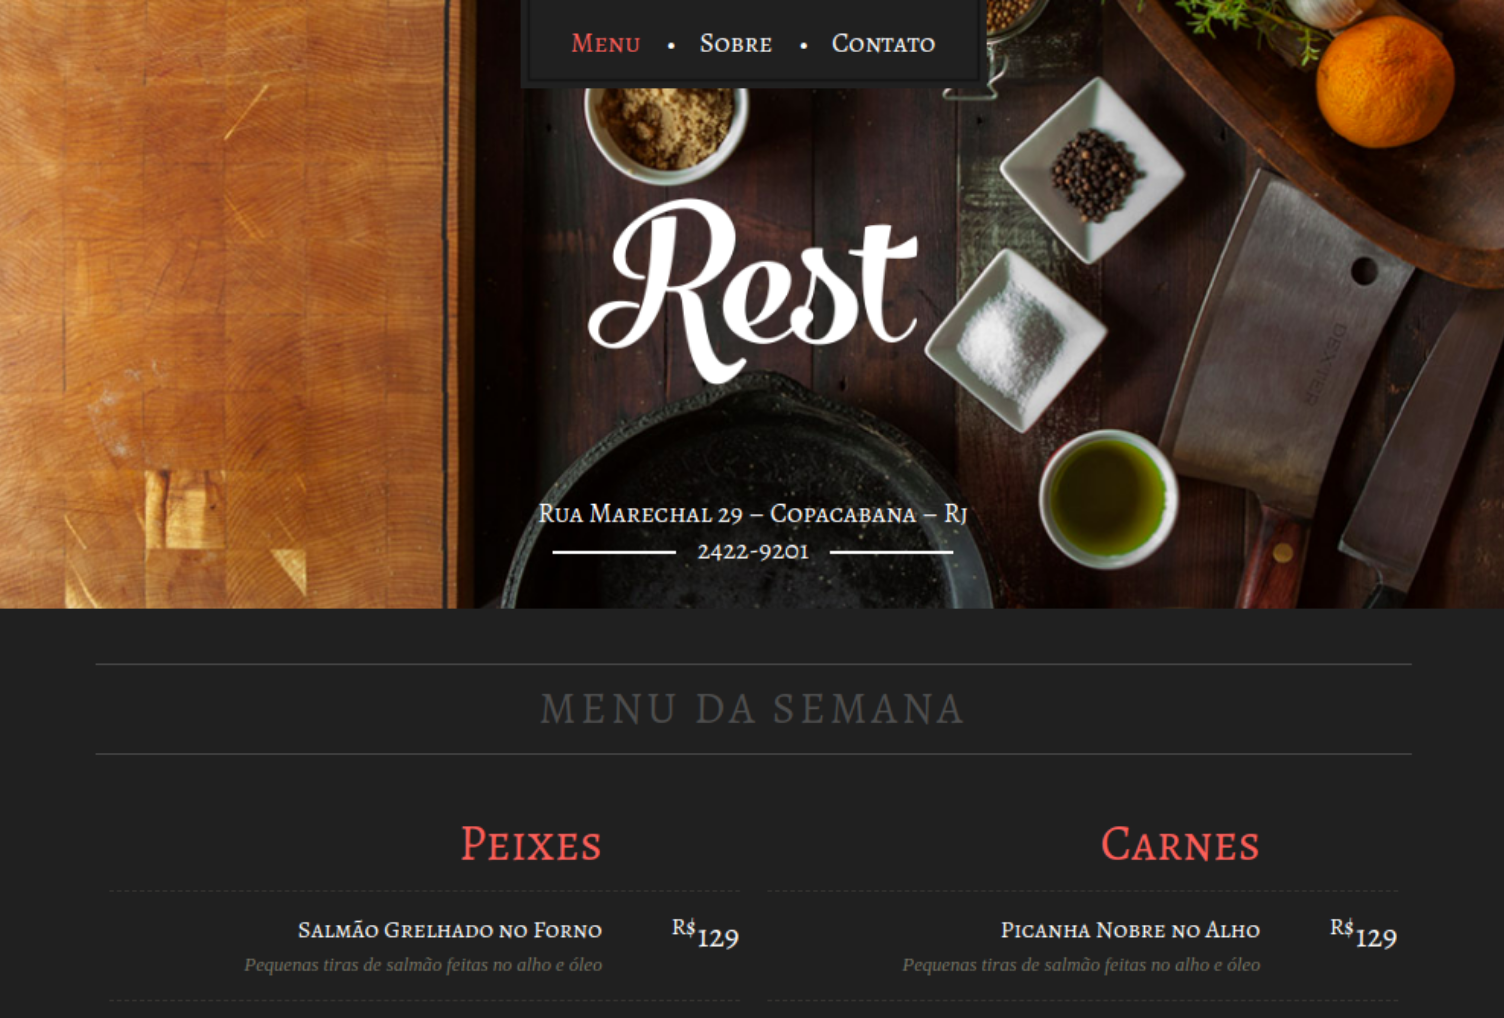 Menu • Sobre • Contato
Rest
DEXTER
Rua Marechal 29 – Copacabana – Rj
2422-9201
MENU DA SEMANA
Peixes
Salmão Grelhado no Forno R$129
Pequenas tiras de salmão feitas no alho e óleo
Carnes
Picanha Nobre no Alho R$129
Pequenas tiras de salmão feitas no alho e óleo